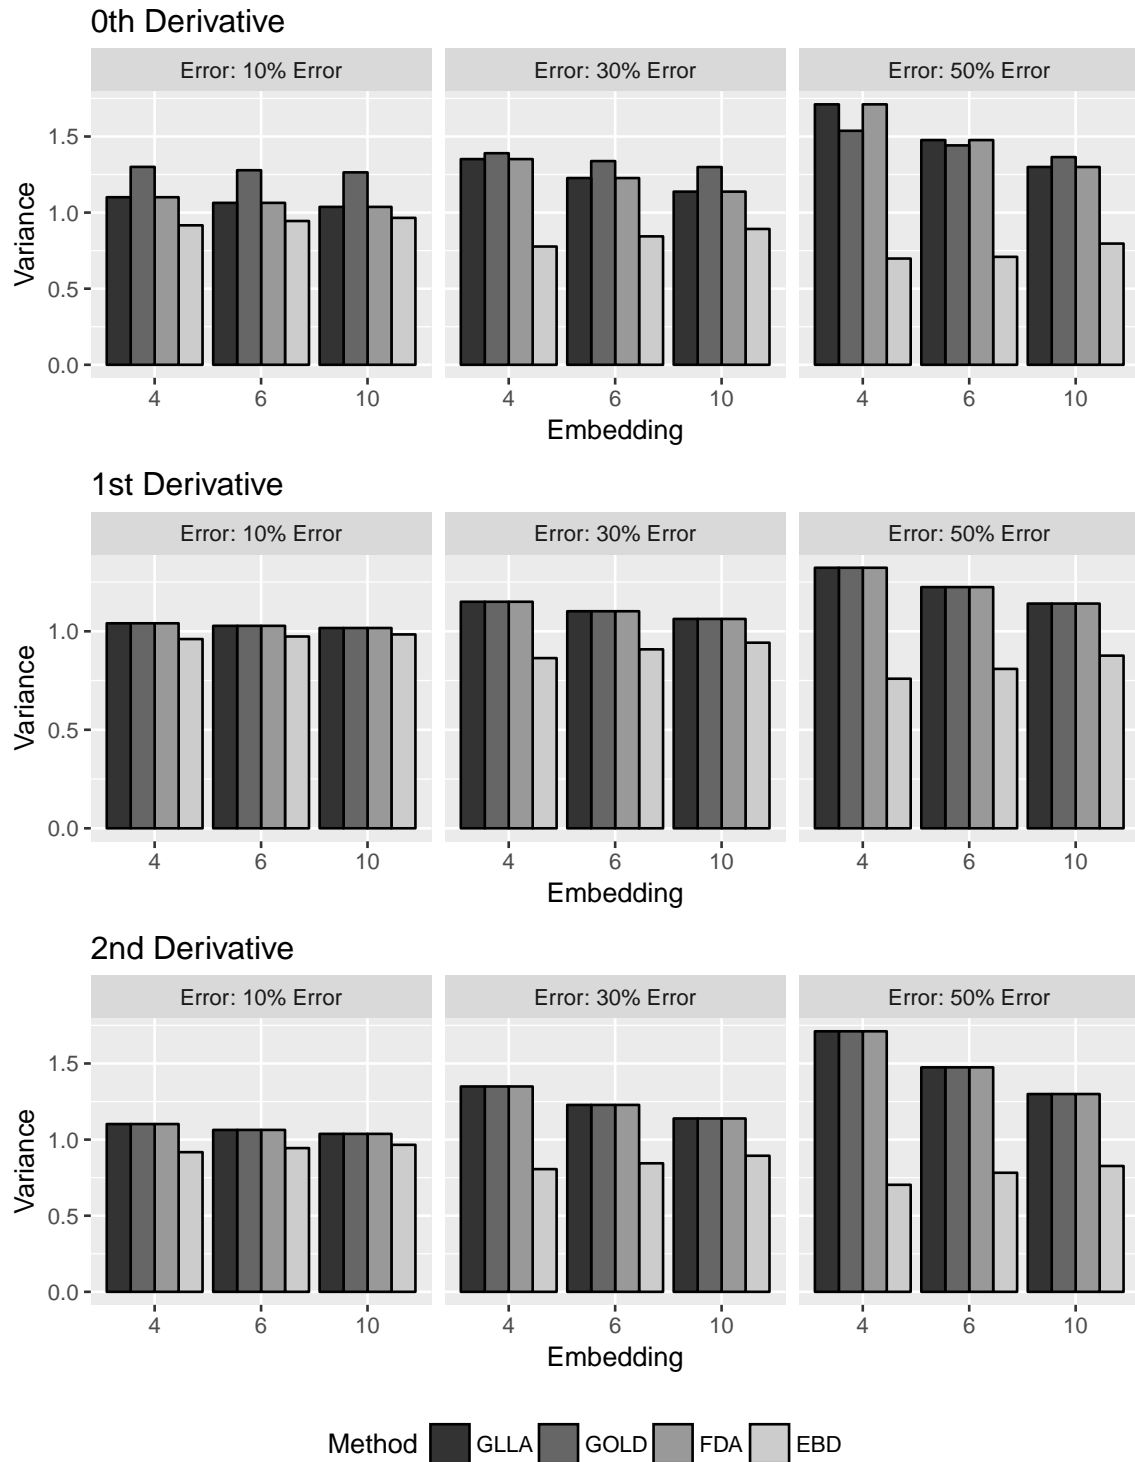 0th Derivative
Error: 10% Error Error: 30% Error Error: 50% Error
Variance
1.5
1.0
0.5
0.0
4 6 10 4 6 10 4 6 10
Embedding
1st Derivative
Error: 10% Error Error: 30% Error Error: 50% Error
Variance
1.0
0.5
0.0
4 6 10 4 6 10 4 6 10
Embedding
2nd Derivative
Error: 10% Error Error: 30% Error Error: 50% Error
Variance
1.5
1.0
0.5
0.0
4 6 10 4 6 10 4 6 10
Embedding
Method GLLA GOLD FDA EBD